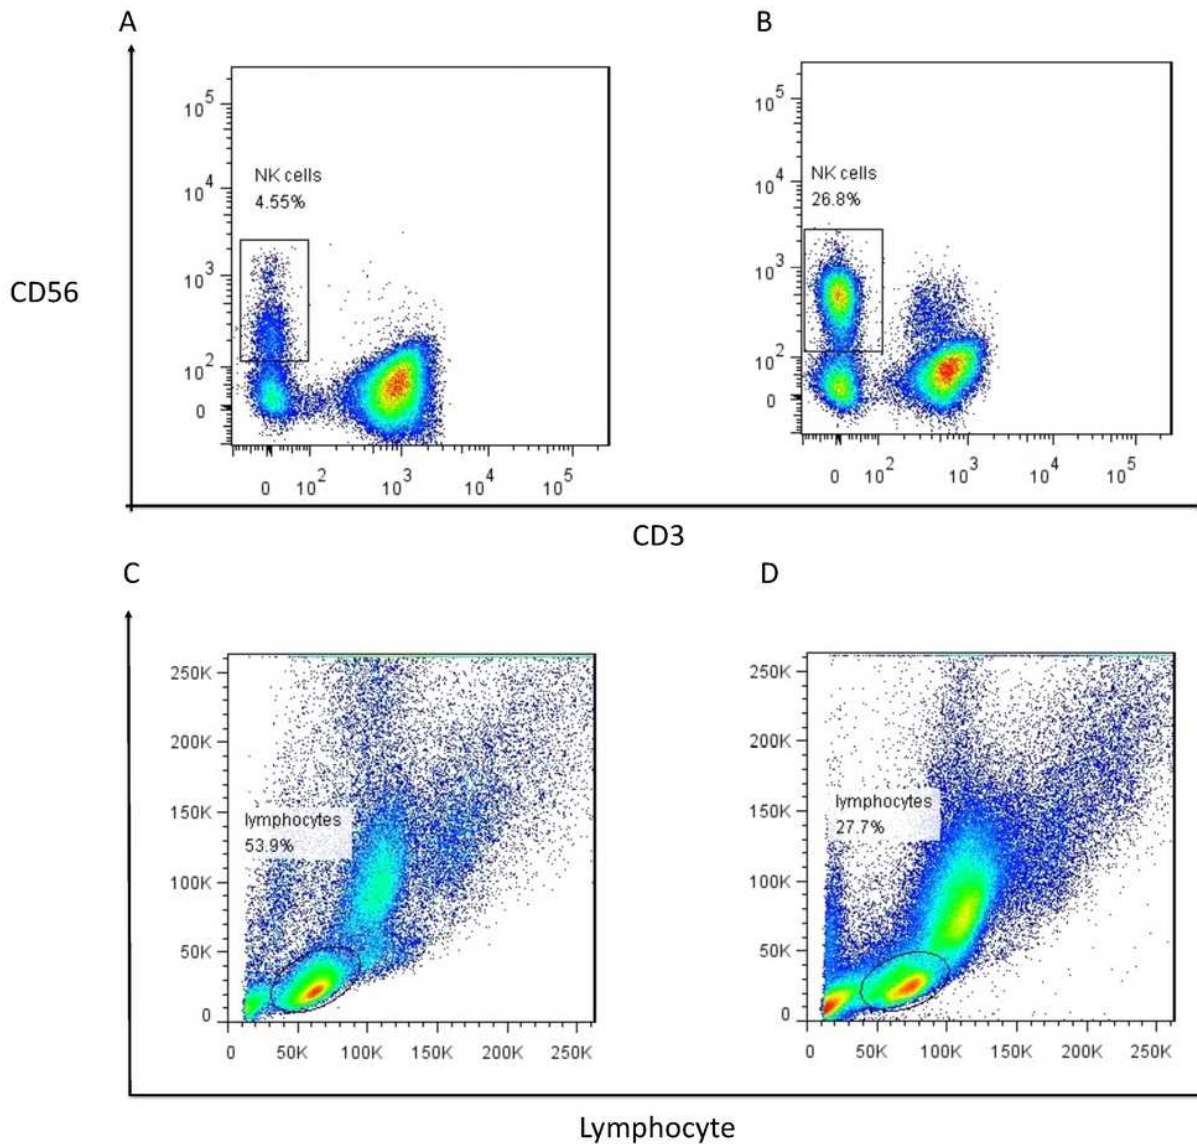 A
B
10^5
10^4
10^3
10^2
0
NK cells
4.55%
0 10^2 10^3 10^4 10^5
10^5
10^4
10^3
10^2
0
NK cells
26.8%
0 10^2 10^3 10^4 10^5
CD56
CD3
C
D
250K
200K
150K
100K
50K
0
lymphocytes
53.9%
0 50K 100K 150K 200K 250K
250K
200K
150K
100K
50K
0
lymphocytes
27.7%
0 50K 100K 150K 200K 250K
Lymphocyte